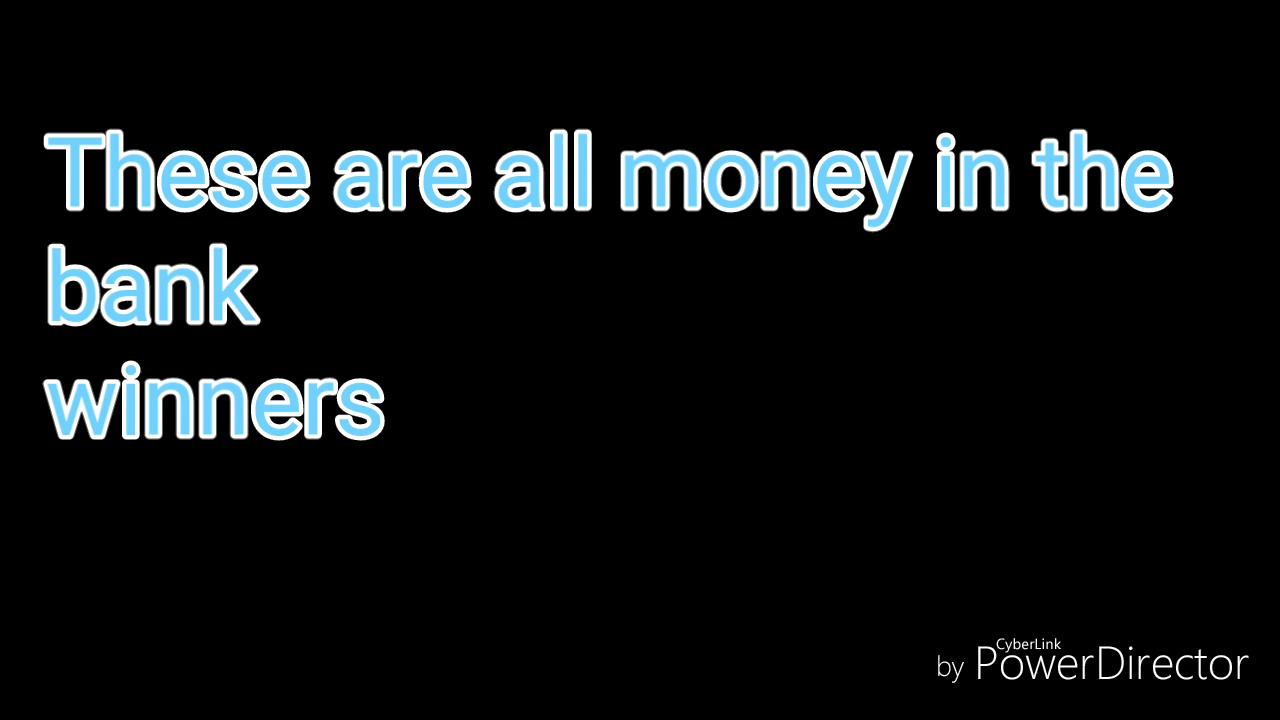 These are all money in the
bank
winners
CyberLink
by PowerDirector